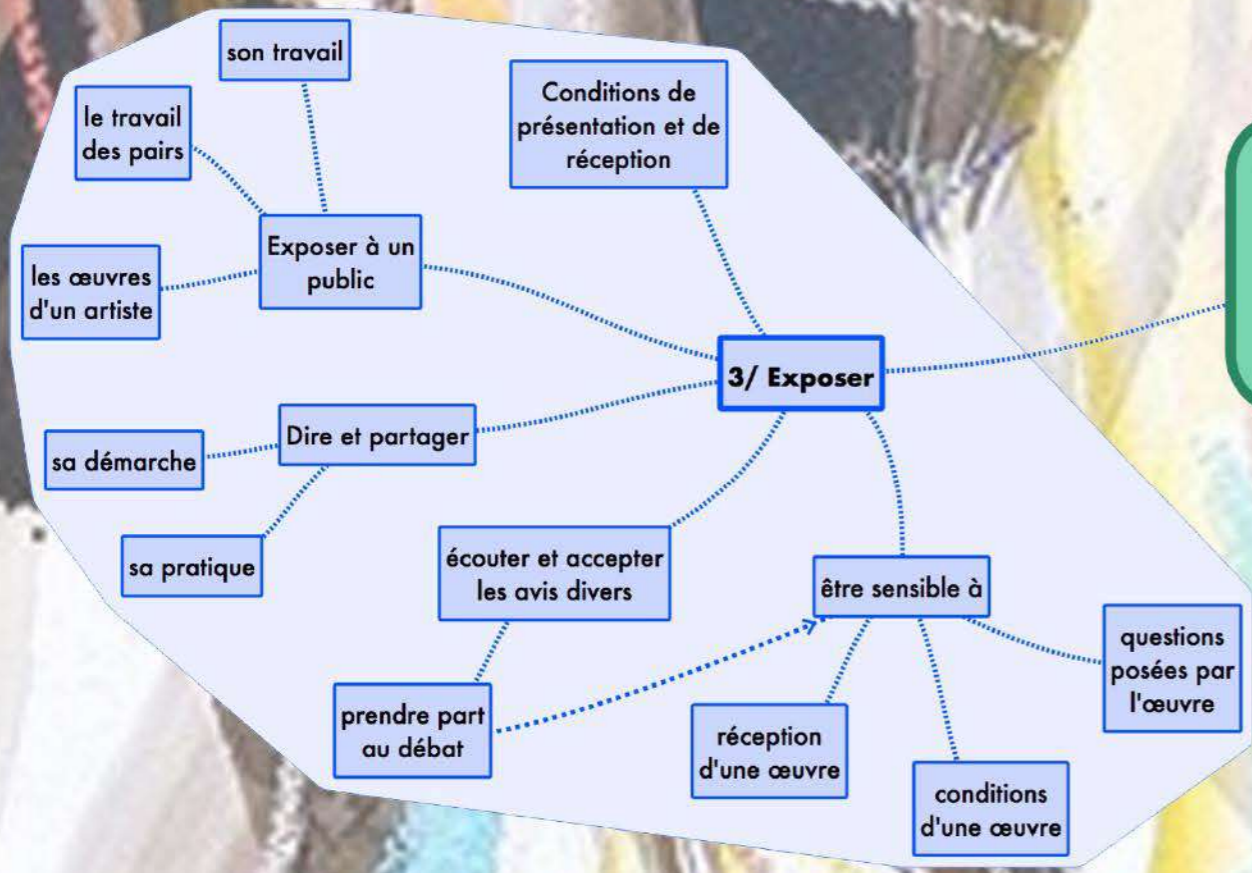 son travail
le travail
des pairs
Conditions de
présentation et de
réception
Exposer à un
public
les œuvres
d'un artiste
3/ Exposer
Dire et partager
sa démarche
sa pratique
écouter et accepter
les avis divers
être sensible à
questions
posées par
l'œuvre
prendre part
au débat
réception
d'une œuvre
conditions
d'une œuvre